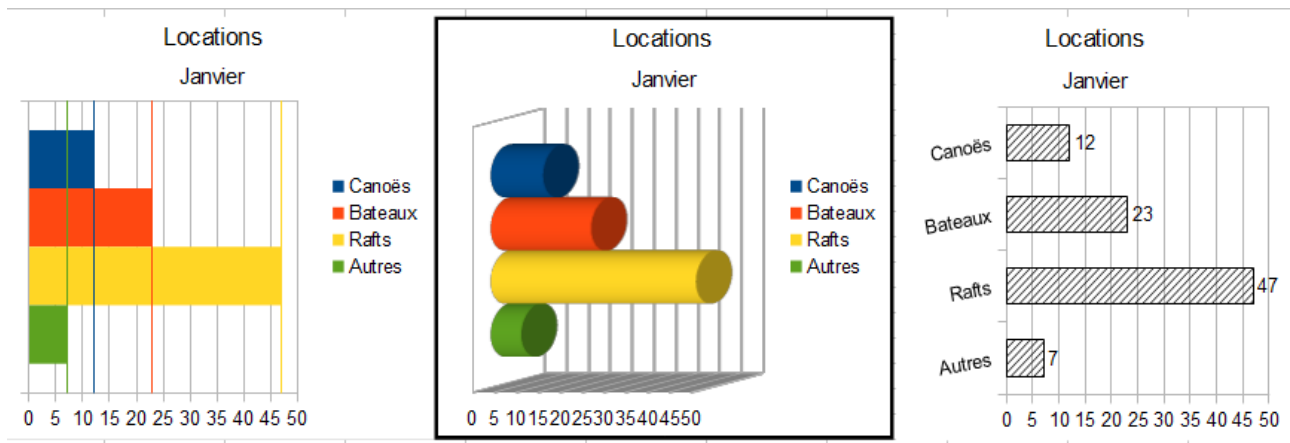 Locations
Janvier
Canoës
Bateaux
Rafts
Autres
0 5 10 15 20 25 30 35 40 45 50
Locations
Janvier
Canoës
Bateaux
Rafts
Autres
0 5 10 15 20 25 30 35 40 45 50
Locations
Janvier
Canoës 12
Bateaux 23
Rafts 47
Autres 7
0 5 10 15 20 25 30 35 40 45 50